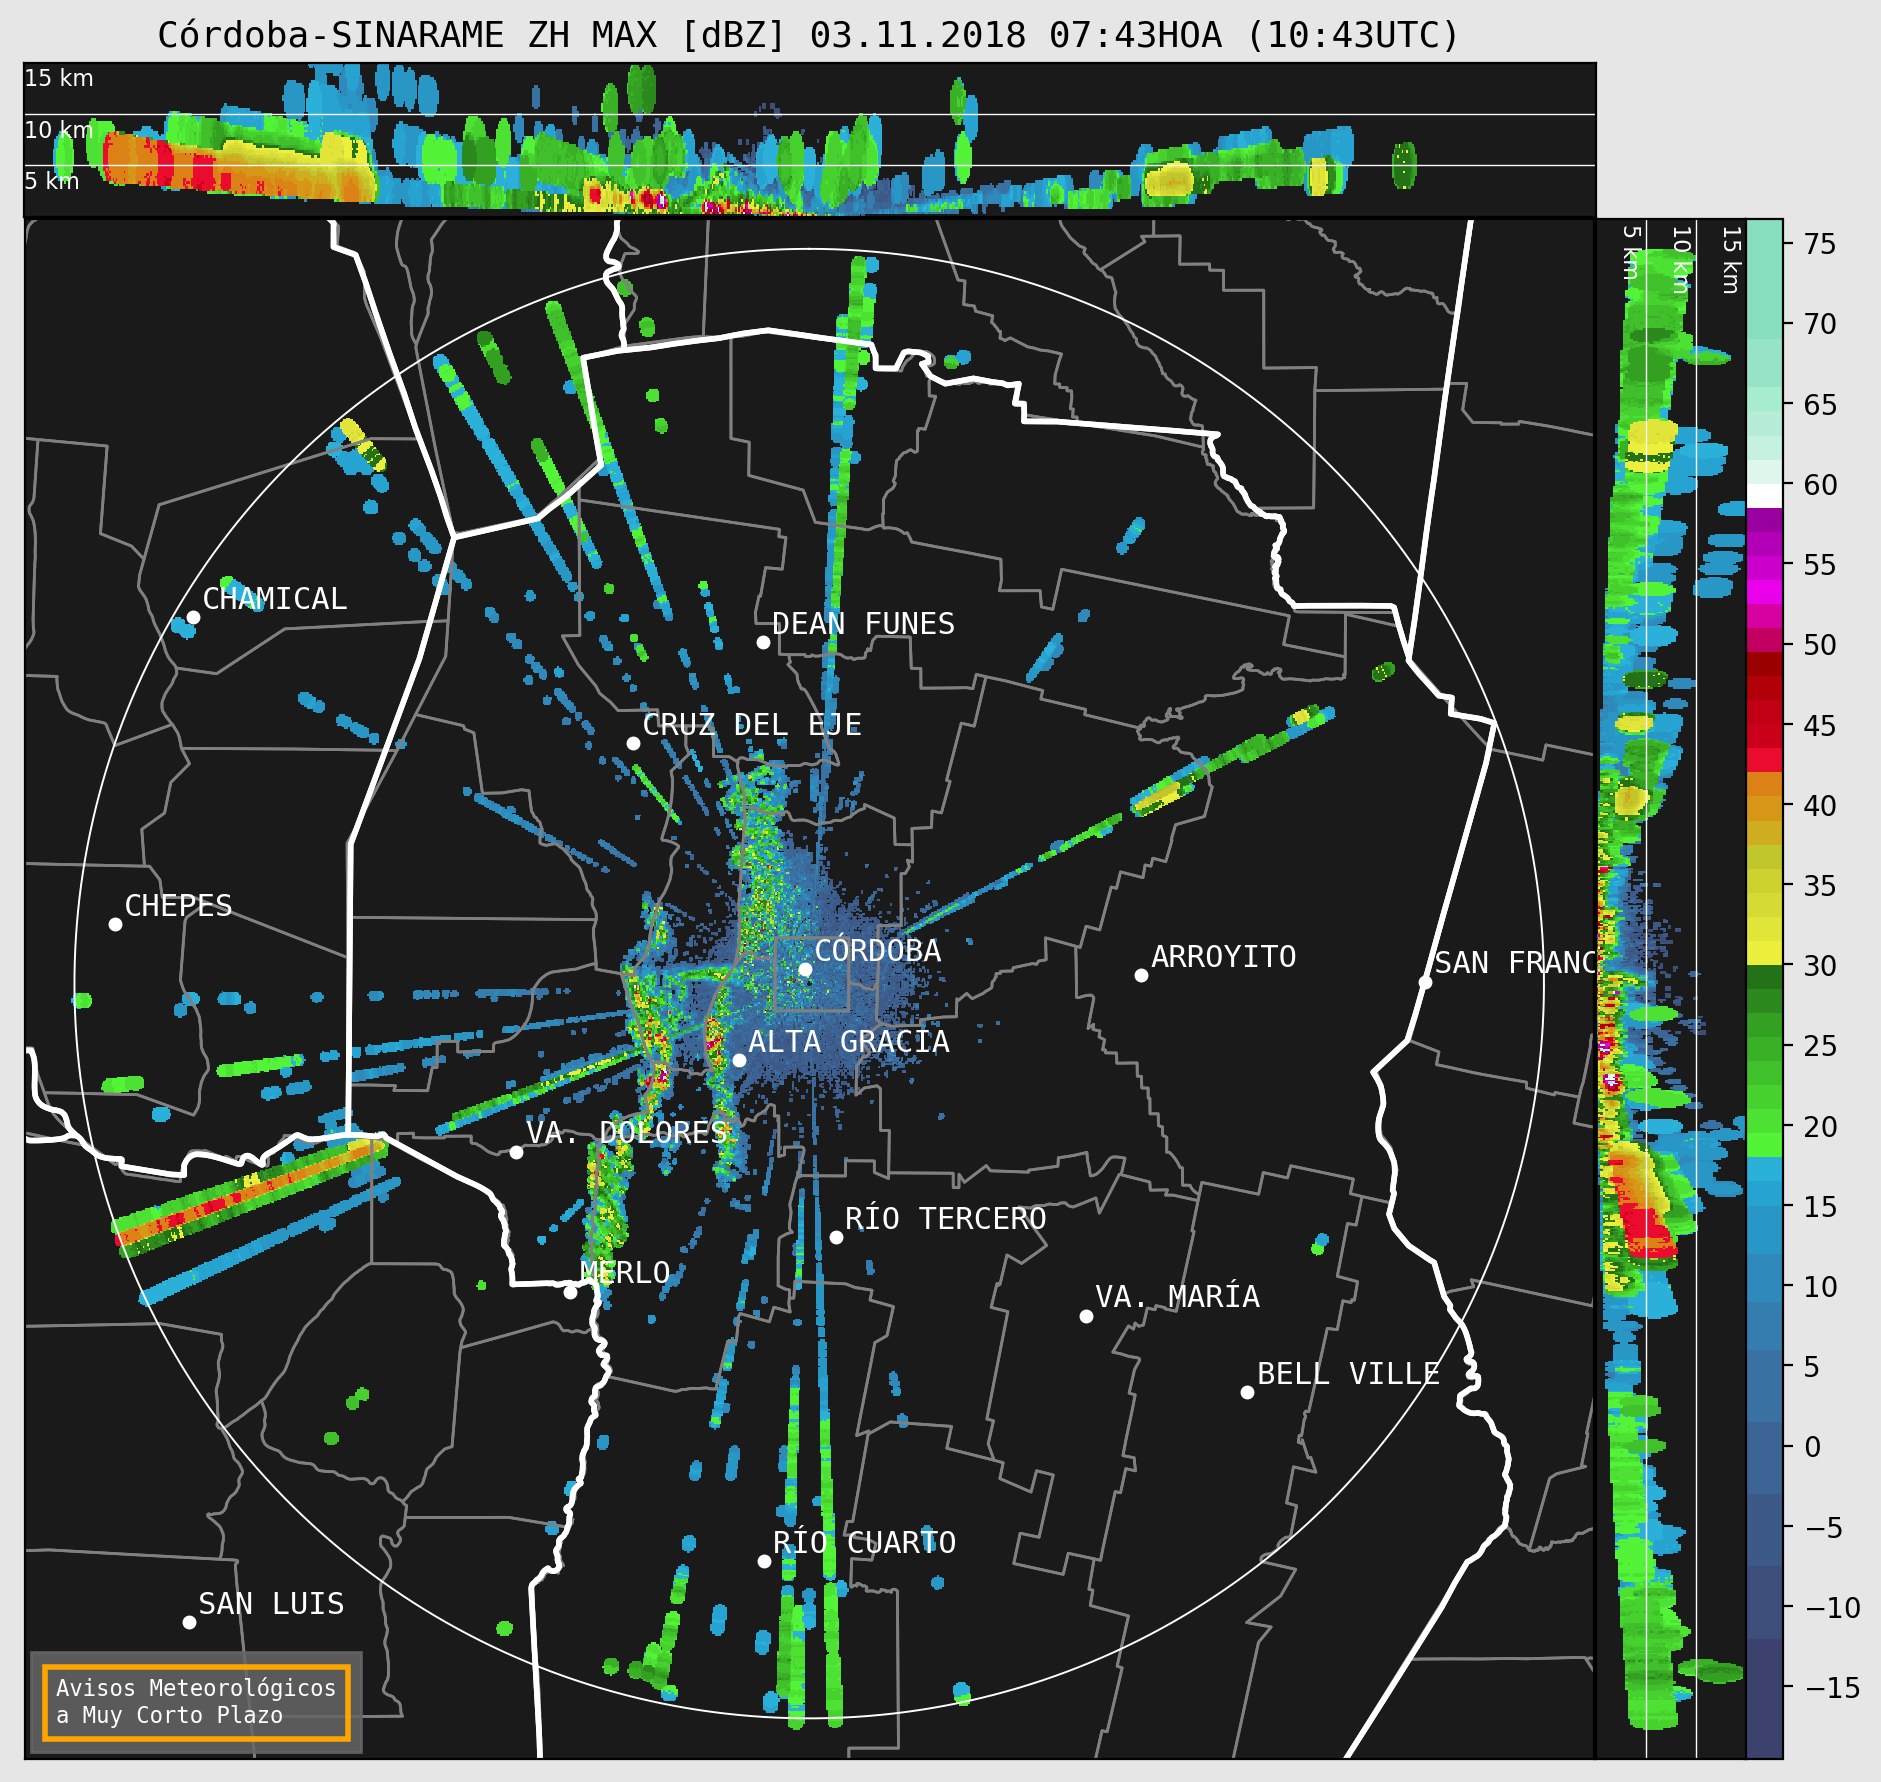 Córdoba-SINARAME ZH MAX [dBZ] 03.11.2018 07:43HOA (10:43UTC)
15 km
10 km
5 km
5 km
10 km
15 km
75
70
65
60
55
50
45
40
35
30
25
20
15
10
5
0
−5
−10
−15
CHAMICAL
DEAN FUNES
CRUZ DEL EJE
CHEPES
CÓRDOBA
ARROYITO
SAN FRANC
ALTA GRACIA
VA. DOLORES
RÍO TERCERO
MERLO
VA. MARÍA
BELL VILLE
RÍO CUARTO
SAN LUIS
Avisos Meteorológicos
a Muy Corto Plazo